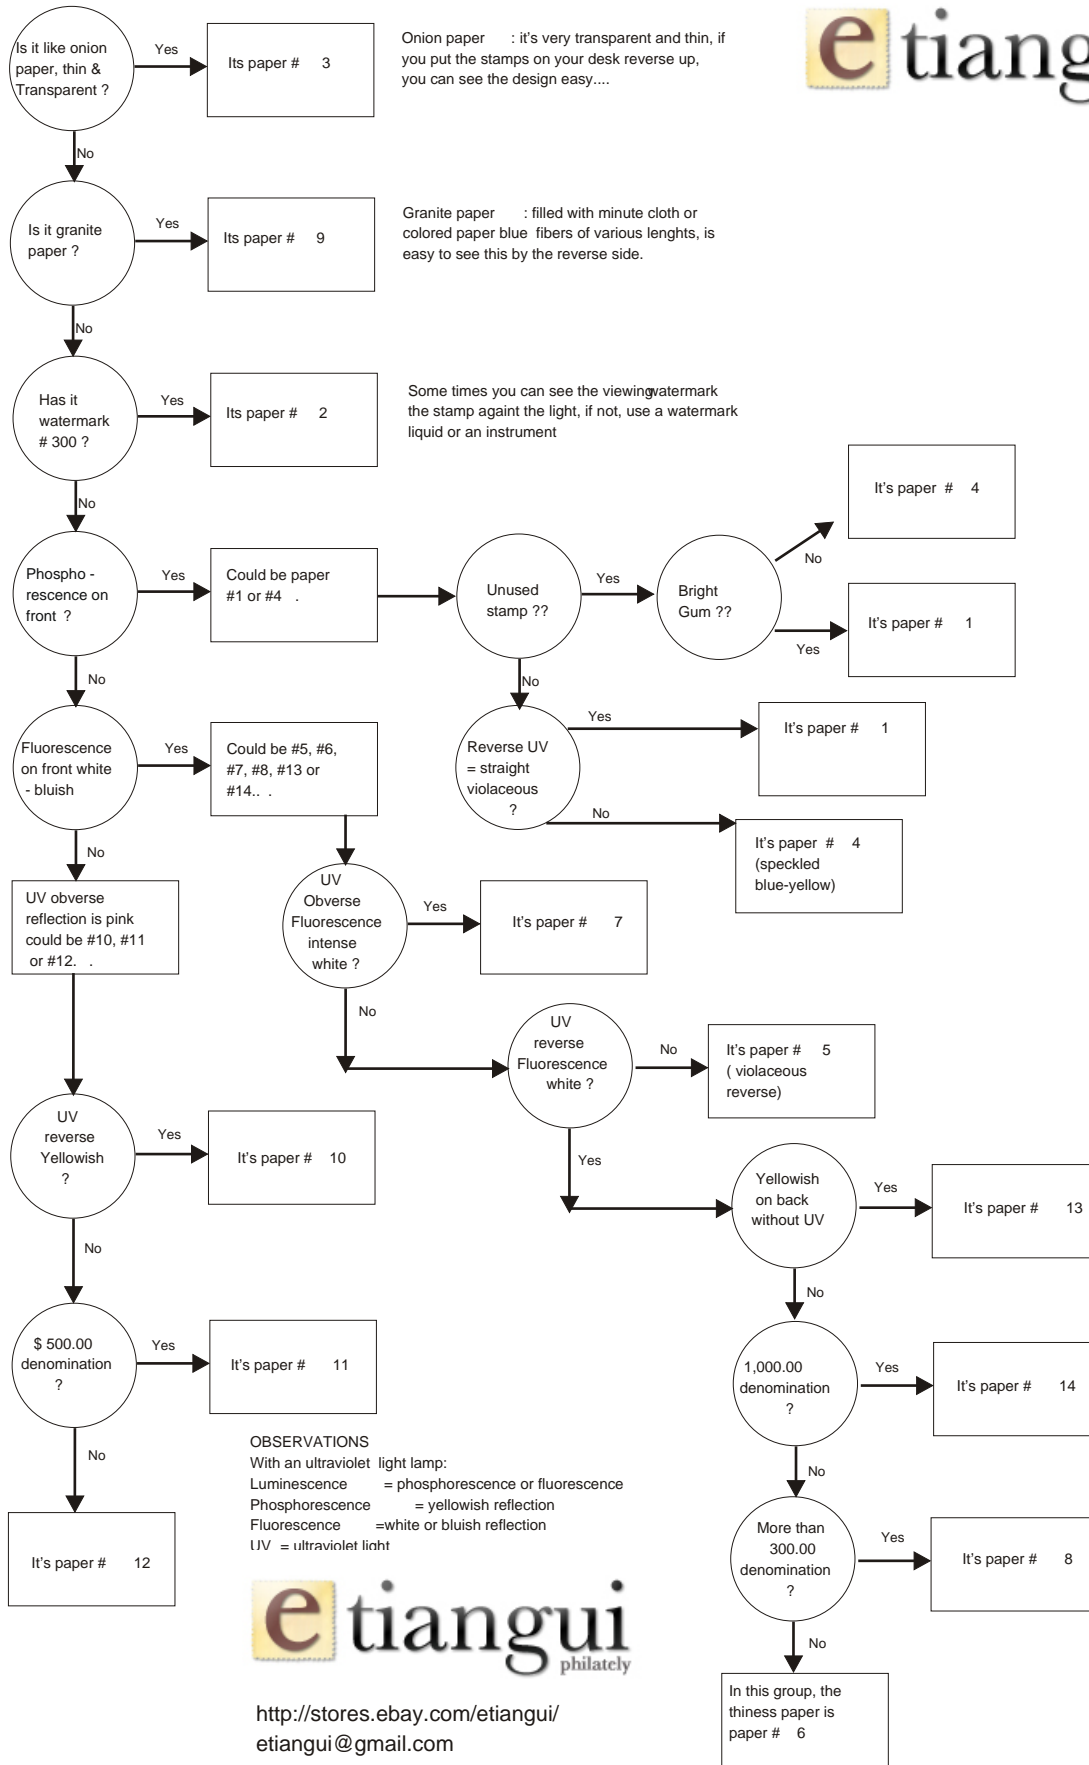 Is it like onion
paper, thin &
Transparent ?
Yes
Its paper # 3
Onion paper : it's very transparent and thin, if
you put the stamps on your desk reverse up,
you can see the design easy....
e tiang
No
Is it granite
paper ?
Yes
Its paper # 9
Granite paper : filled with minute cloth or
colored paper blue fibers of various lenghts, is
easy to see this by the reverse side.
No
Has it
watermark
# 300 ?
Yes
Its paper # 2
Some times you can see the viewing watermark
the stamp againt the light, if not, use a watermark
liquid or an instrument
No
Phospho -
rescence on
front ?
Yes
Could be paper
#1 or #4 .
Unused
stamp ??
Yes
Bright
Gum ??
No
It's paper # 4
Yes
It's paper # 1
No
Reverse UV
= straight
violaceous
?
Yes
It's paper # 1
No
It's paper # 4
(speckled
blue-yellow)
No
Fluorescence
on front white
- bluish
Yes
Could be #5, #6,
#7, #8, #13 or
#14.. .
No
UV obverse
reflection is pink
could be #10, #11
or #12. .
UV
Obverse
Fluorescence
intense
white ?
Yes
It's paper # 7
No
UV
reverse
Fluorescence
white ?
No
It's paper # 5
( violaceous
reverse)
Yes
UV
reverse
Yellowish
?
Yes
It's paper # 10
Yellowish
on back
without UV
Yes
It's paper # 13
No
No
$ 500.00
denomination
?
Yes
It's paper # 11
1,000.00
denomination
?
Yes
It's paper # 14
No
No
It's paper # 12
More than
300.00
denomination
?
Yes
It's paper # 8
No
In this group, the
thiness paper is
paper # 6
OBSERVATIONS
With an ultraviolet light lamp:
Luminescence = phosphorescence or fluorescence
Phosphorescence = yellowish reflection
Fluorescence =white or bluish reflection
UV = ultraviolet light
e tiangui
philately
http://stores.ebay.com/etiangui/
etiangui@gmail.com